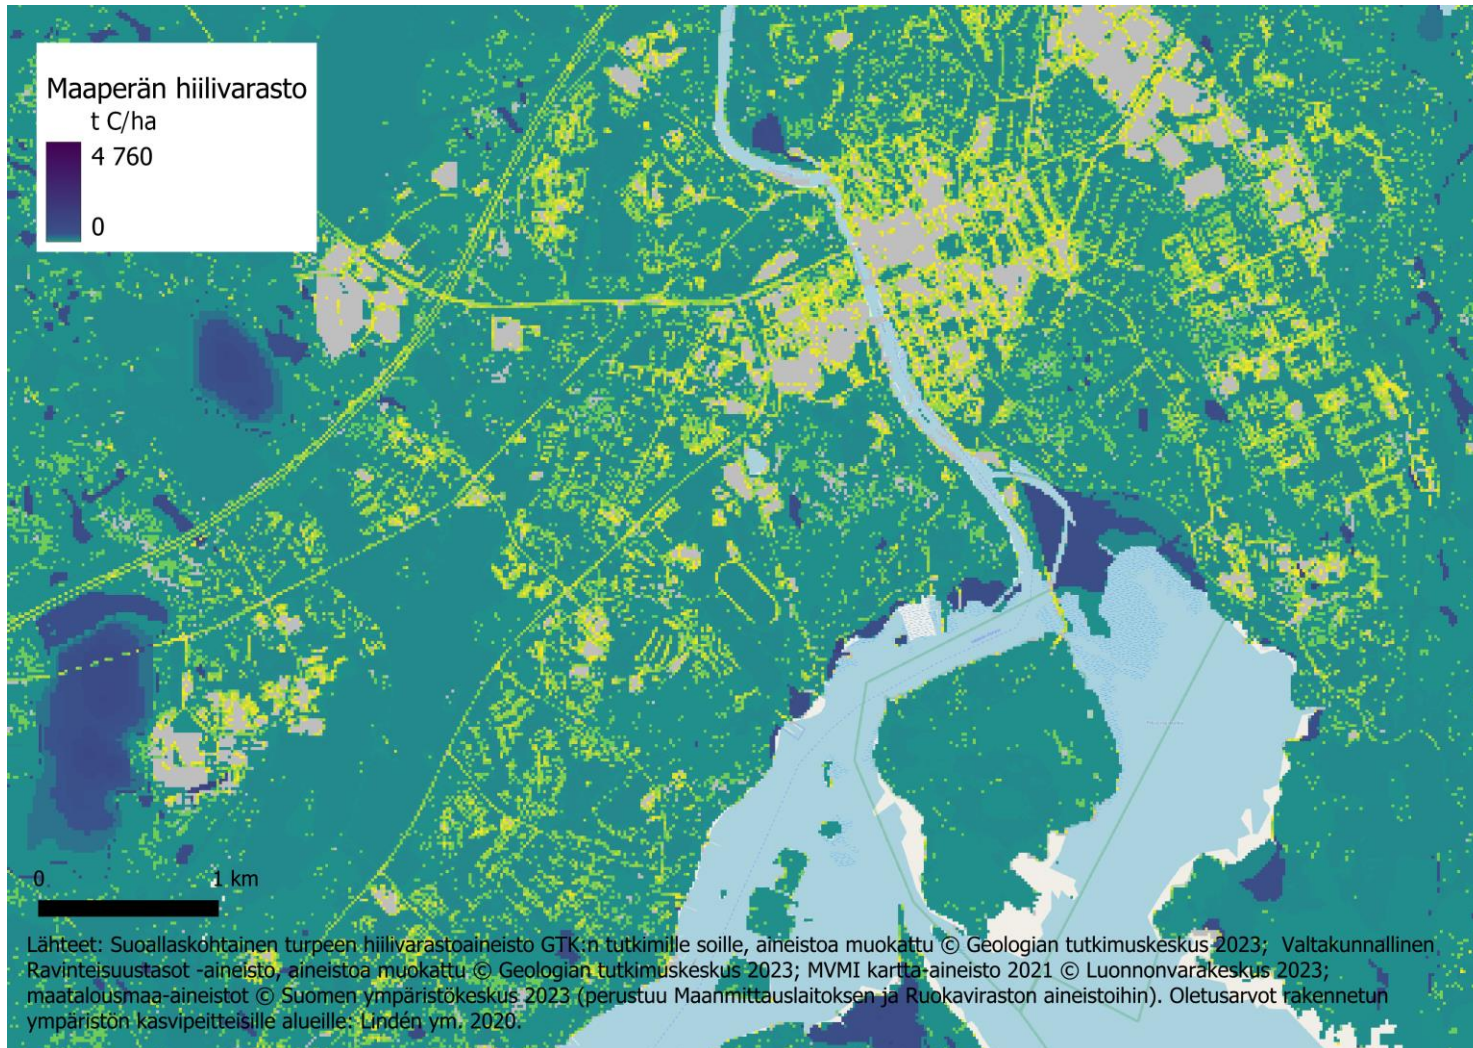 Maaperän hiilivarasto
t C/ha
4 760
0
0 1 km
Lähteet: Suoallaskohtainen turpeen hiilivarastoaineisto GTK:n tutkimille soille, aineistoa muokattu © Geologian tutkimuskeskus 2023; Valtakunnallinen
Ravinteisuustasot -aineisto, aineistoa muokattu © Geologian tutkimuskeskus 2023; MVMI kartta-aineisto 2021 © Luonnonvarakeskus 2023;
maatalousmaa-aineistot © Suomen ympäristökeskus 2023 (perustuu Maanmittauslaitoksen ja Ruokaviraston aineistoihin). Oletusarvot rakennetun
ympäristön kasvipeitteisille alueille: Lindén ym. 2020.